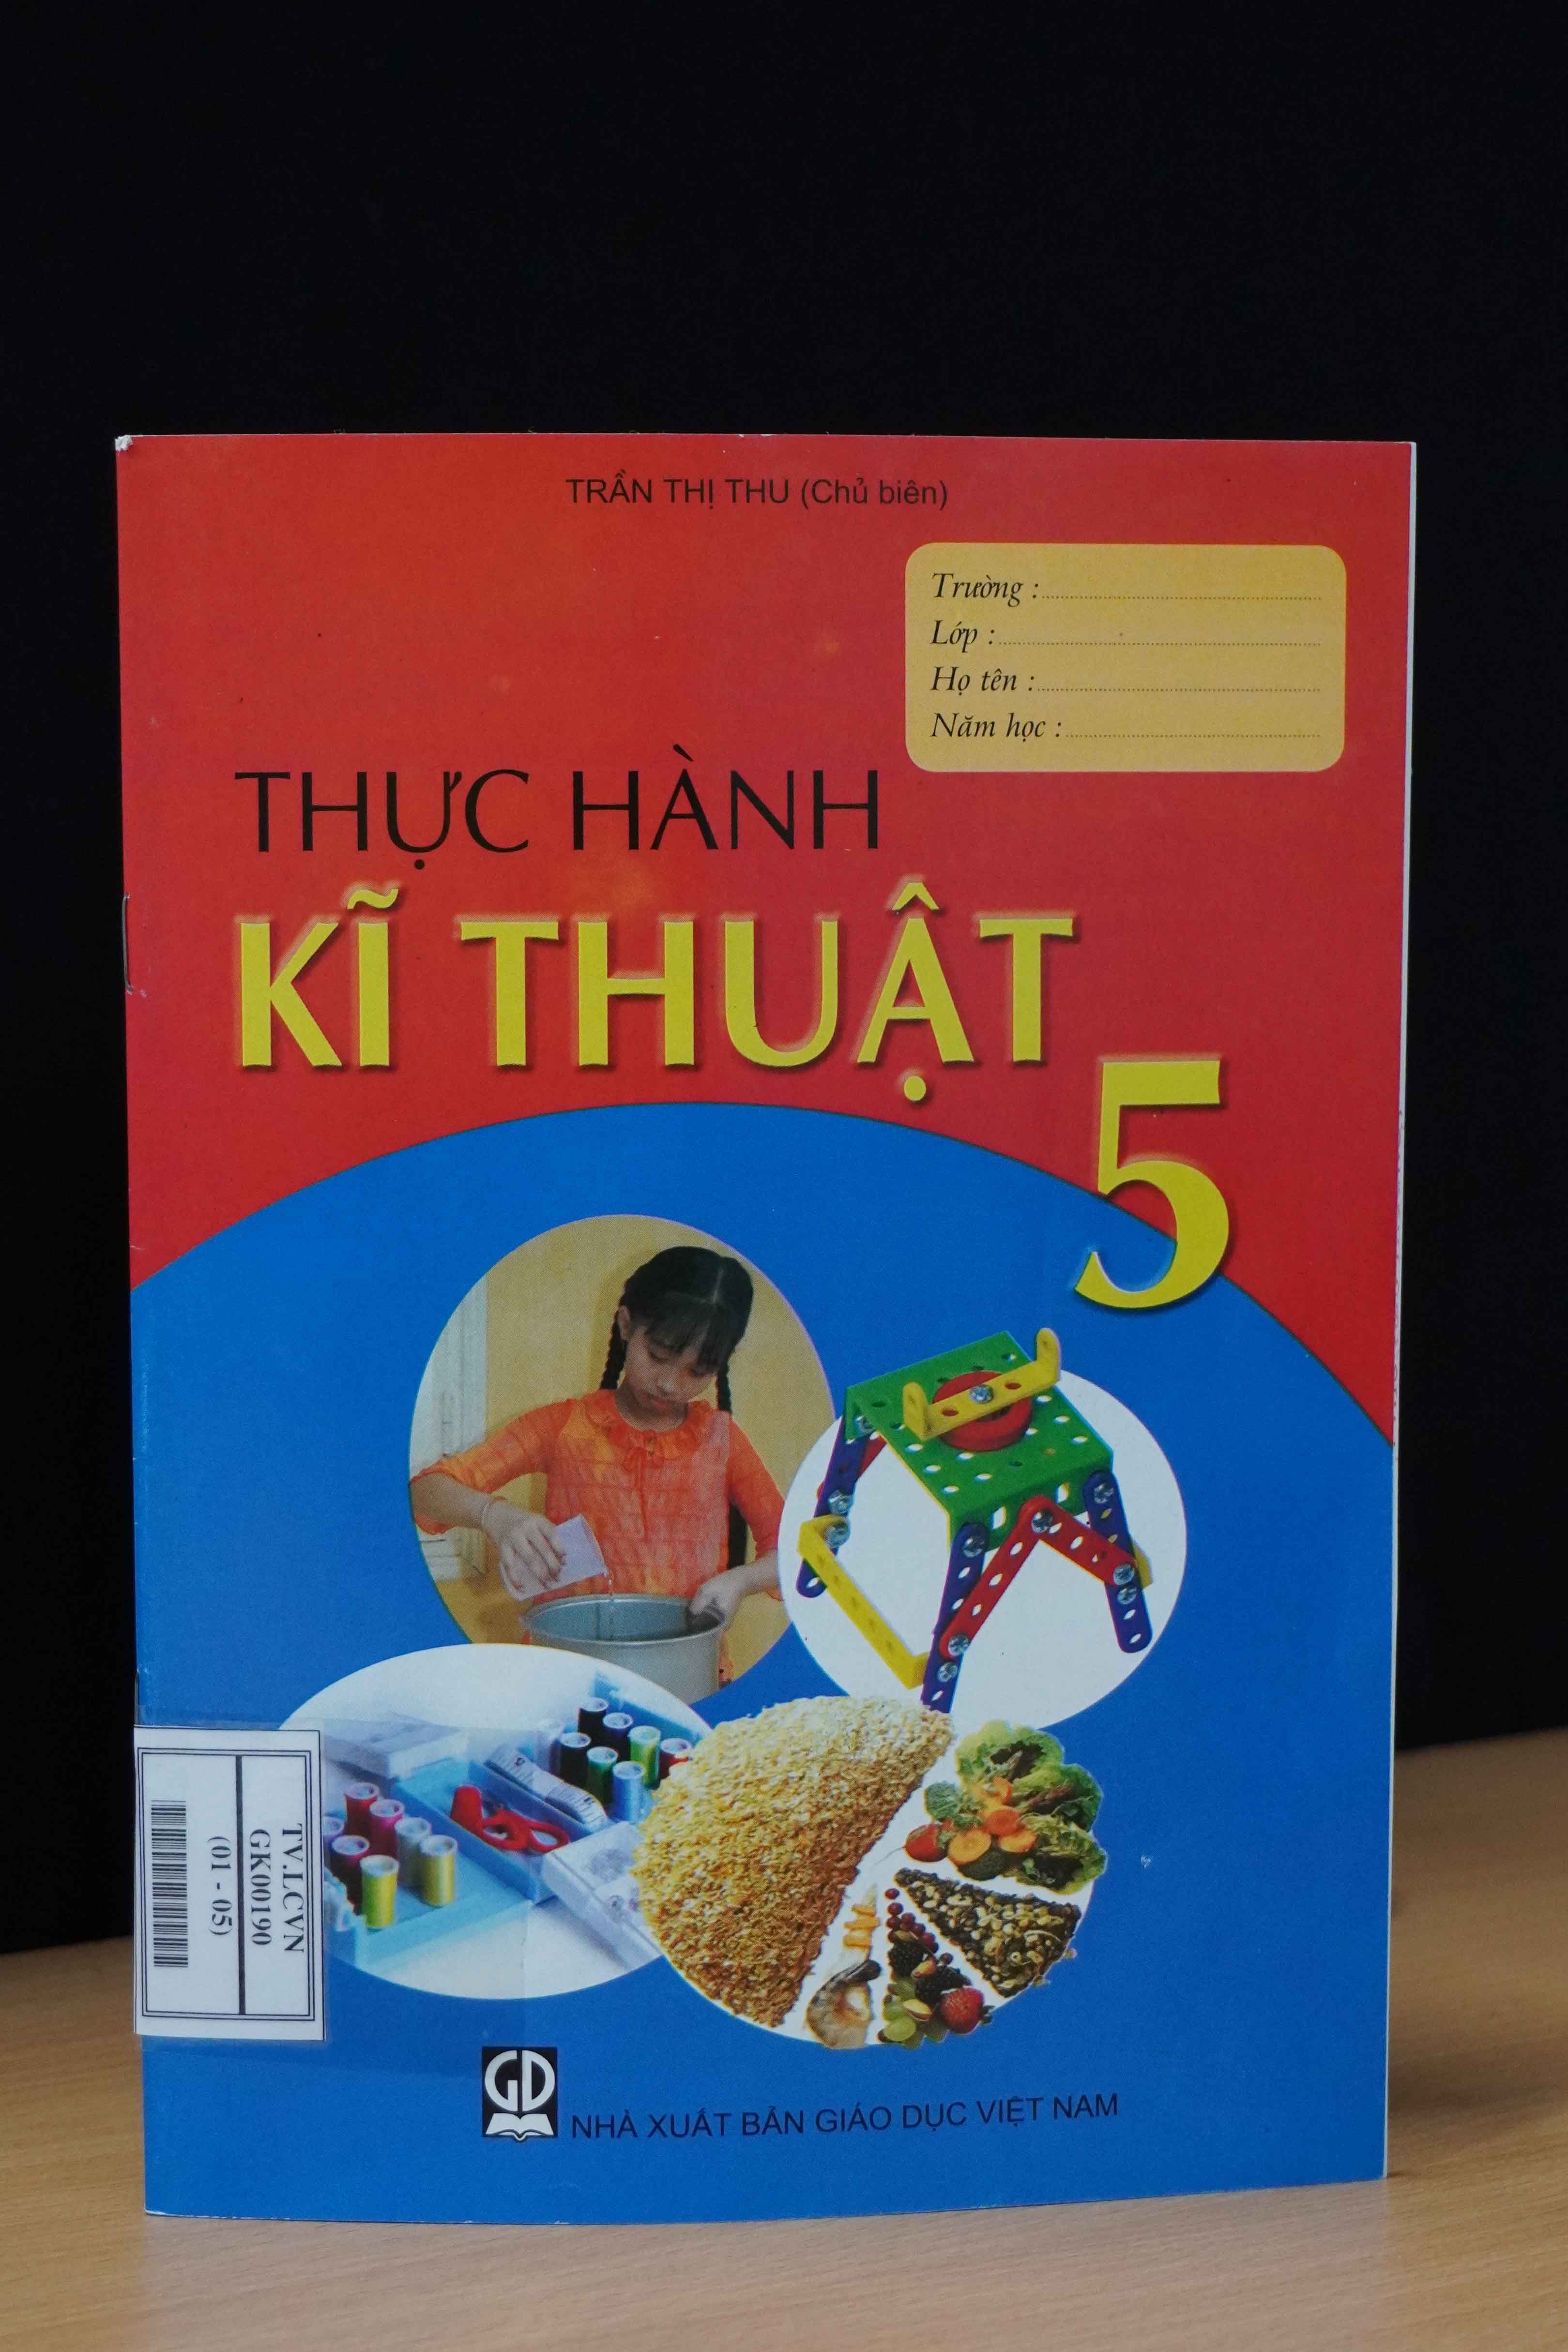 TRẦN THỊ THU (Chủ biên)
Trường :
Lớp :
Họ tên :
Năm học :
THỰC HÀNH
KĨ THUẬT
5
TV.LCVN
GK00190
(01 - 05)
GD
NHÀ XUẤT BẢN GIÁO DỤC VIỆT NAM